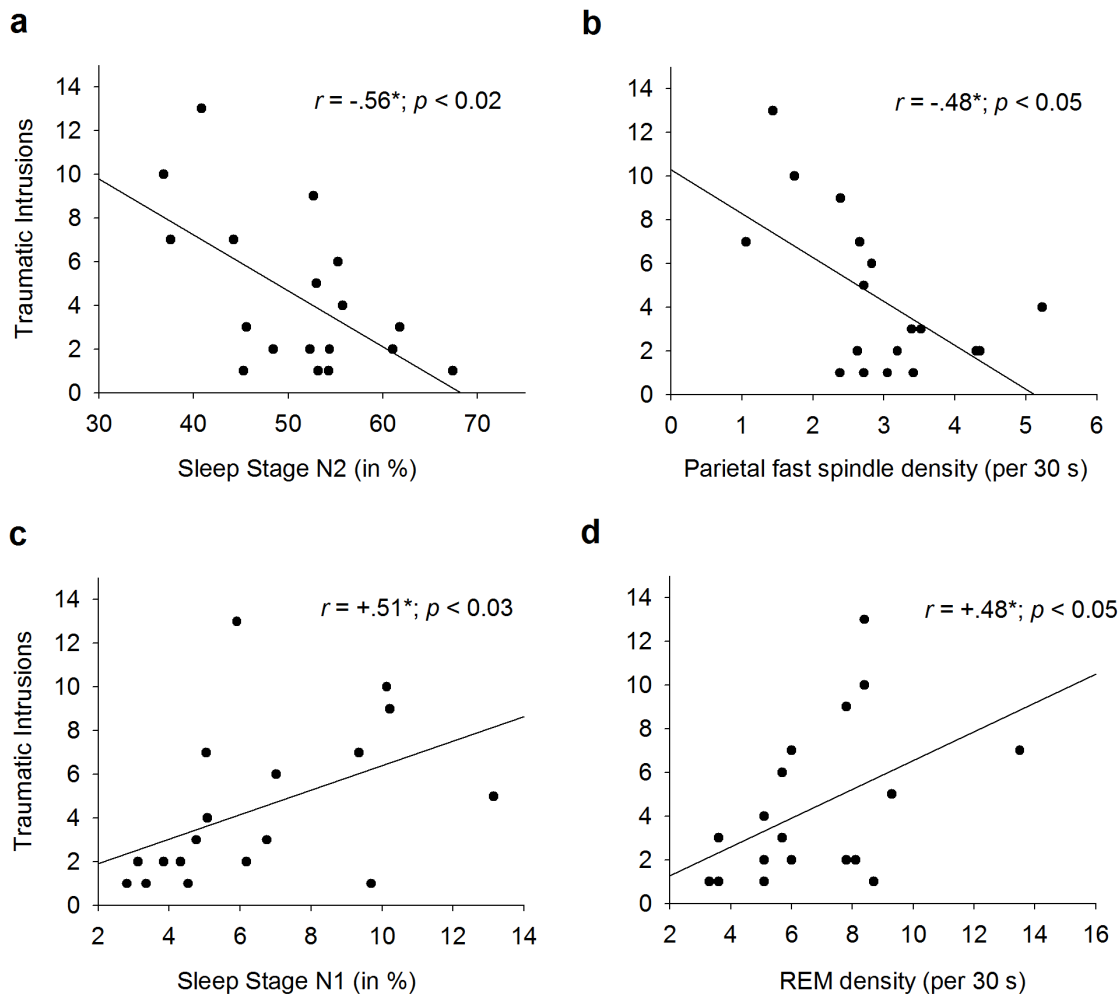 a
r = -.56*; p < 0.02
Traumatic Intrusions
14
12
10
8
6
4
2
0
30 40 50 60 70
Sleep Stage N2 (in %)
b
r = -.48*; p < 0.05
14
12
10
8
6
4
2
0
0 1 2 3 4 5 6
Parietal fast spindle density (per 30 s)
c
r = +.51*; p < 0.03
Traumatic Intrusions
14
12
10
8
6
4
2
0
2 4 6 8 10 12 14
Sleep Stage N1 (in %)
d
r = +.48*; p < 0.05
14
12
10
8
6
4
2
0
2 4 6 8 10 12 14 16
REM density (per 30 s)